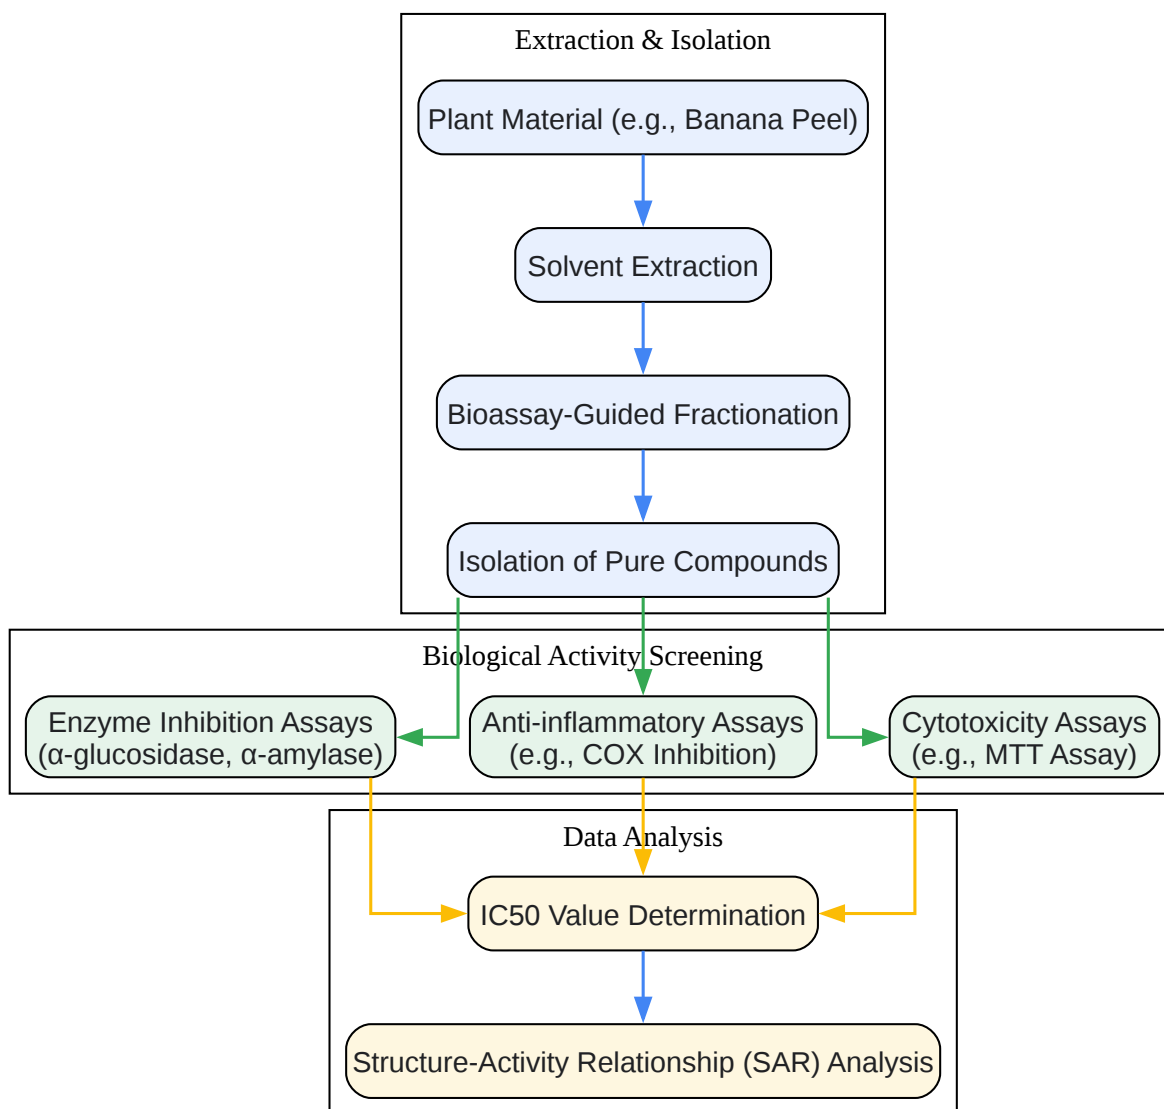 Extraction & Isolation
Plant Material (e.g., Banana Peel)
Solvent Extraction
Bioassay-Guided Fractionation
Isolation of Pure Compounds
Biological Activity Screening
Enzyme Inhibition Assays
(α-glucosidase, α-amylase)
Anti-inflammatory Assays
(e.g., COX Inhibition)
Cytotoxicity Assays
(e.g., MTT Assay)
Data Analysis
IC50 Value Determination
Structure-Activity Relationship (SAR) Analysis